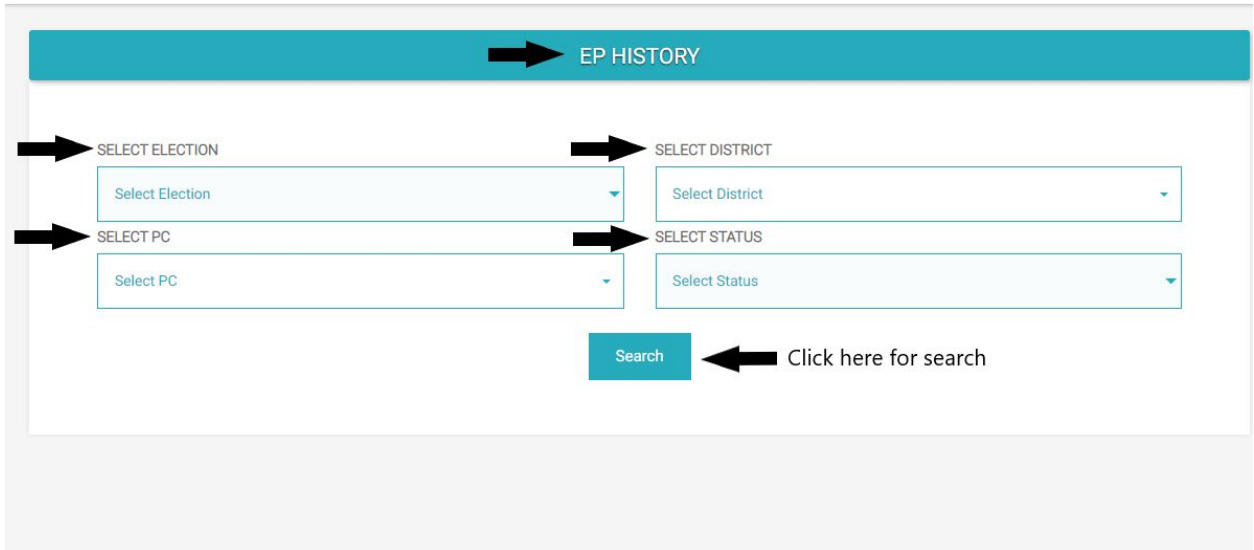 EP HISTORY
SELECT ELECTION
Select Election
SELECT DISTRICT
Select District
SELECT PC
Select PC
SELECT STATUS
Select Status
Search
Click here for search